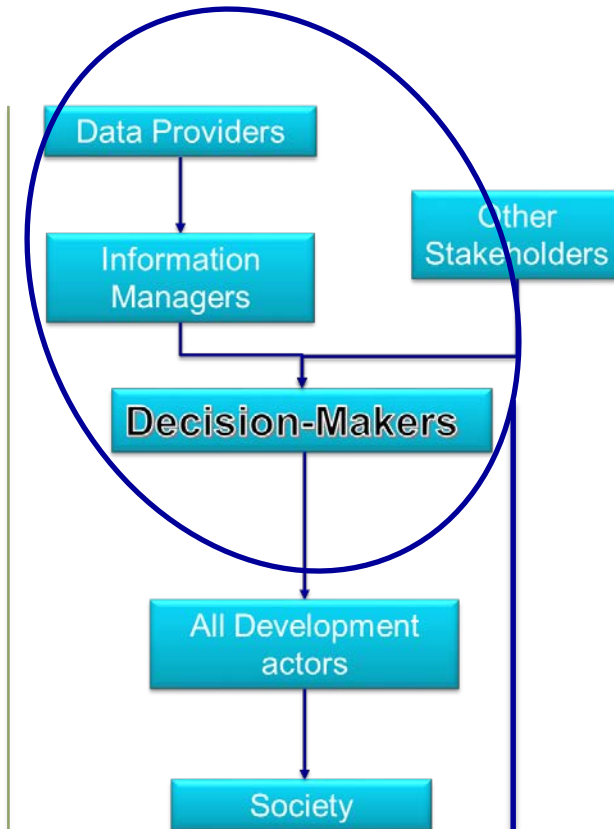 Data Providers
Other
Stakeholders
Information
Managers
Decision-Makers
All Development
actors
Society